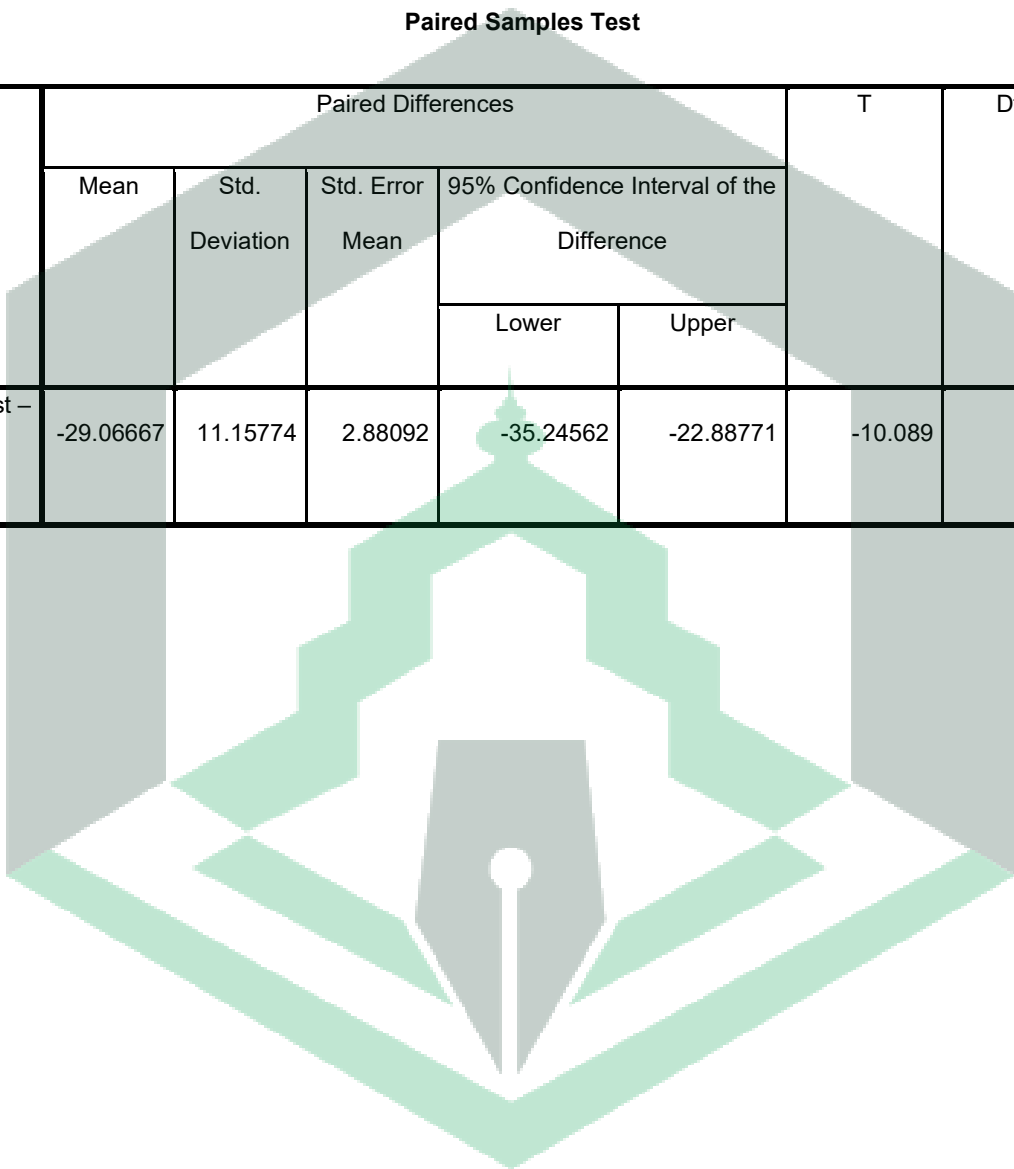 Paired Samples Test
Paired Differences T D
Mean Std. Deviation Std. Error Mean 95% Confidence Interval of the Difference
Lower Upper
st –
-29.06667 11.15774 2.88092 -35.24562 -22.88771 -10.089